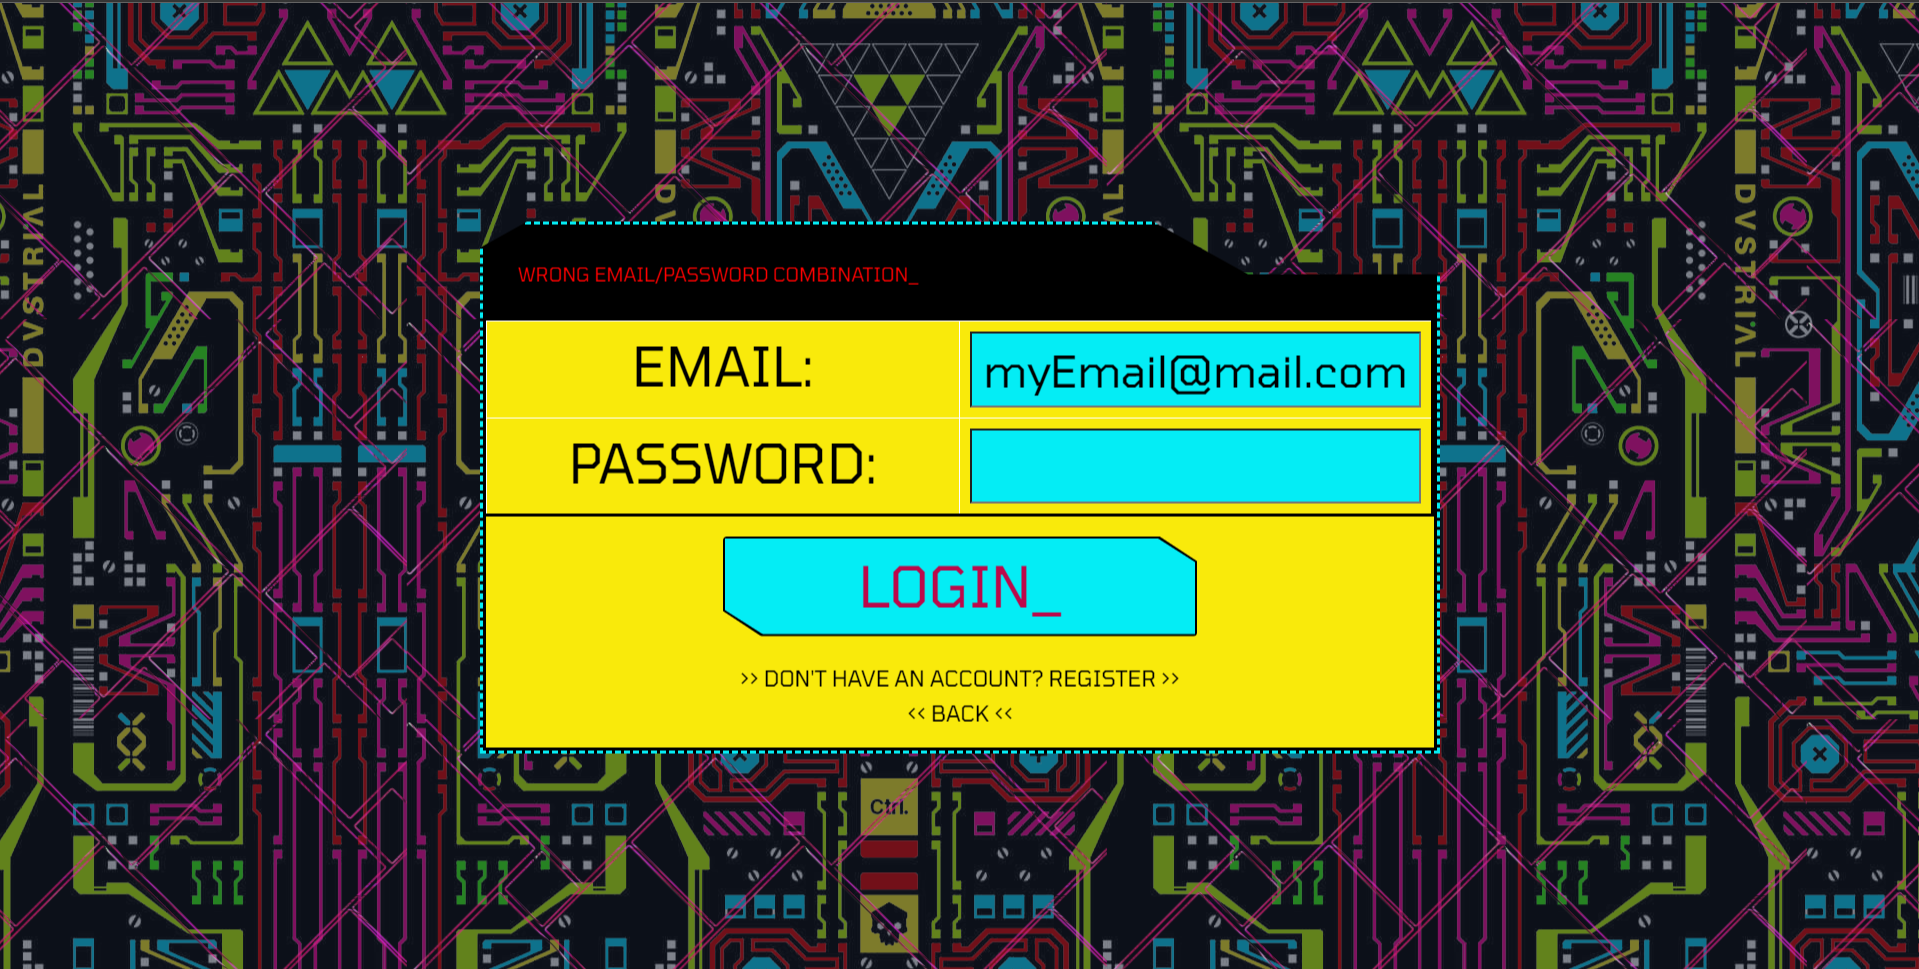 DVSTRIAL
DVSTRIAL
WRONG EMAIL/PASSWORD COMBINATION_
EMAIL:
myEmail@mail.com
PASSWORD:
LOGIN_
>> DON'T HAVE AN ACCOUNT? REGISTER >>
<< BACK <<
Ctrl.